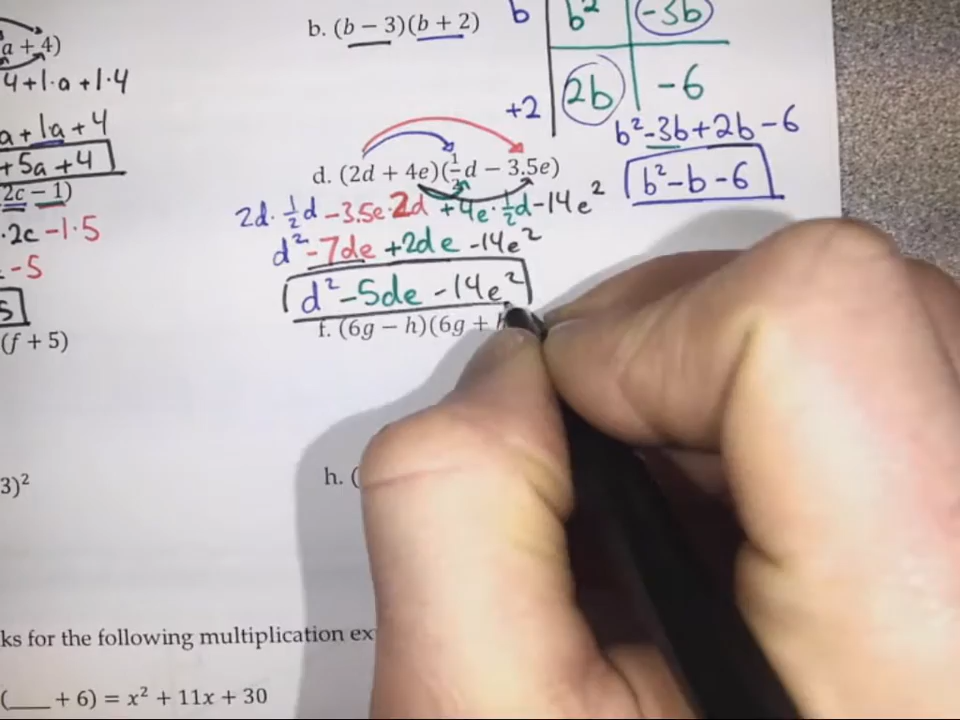 a + 4)
4+1·a+1·4
a+1a+4
+5a+4
2c − 1)
·2c -1·5
-5
5
(f + 5)
3)²
b. (b − 3)(b + 2)
b b² -3b
+2 2b -6
b²-3b+2b-6
b²-b-6
d. (2d + 4e)(½d − 3.5e)
2d·½d-3.5e·2d+4e·½d-14e²
d²-7de+2de-14e²
d²-5de-14e²
f. (6g − h)(6g +
h. (
ks for the following multiplication
(___ + 6) = x² + 11x + 30